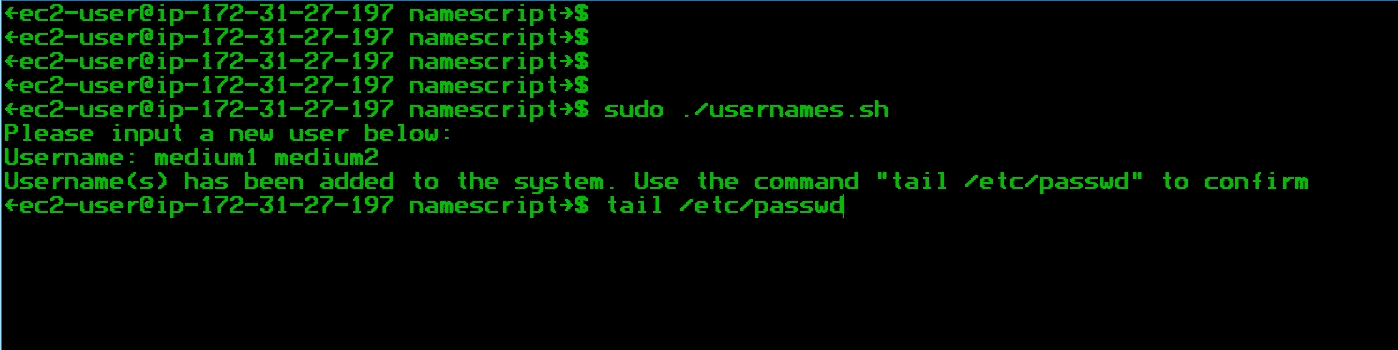 ←ec2-user@ip-172-31-27-197 namescript→$
←ec2-user@ip-172-31-27-197 namescript→$
←ec2-user@ip-172-31-27-197 namescript→$
←ec2-user@ip-172-31-27-197 namescript→$
←ec2-user@ip-172-31-27-197 namescript→$ sudo ./usernames.sh
Please input a new user below:
Username: medium1 medium2
Username(s) has been added to the system. Use the command "tail /etc/passwd" to confirm
←ec2-user@ip-172-31-27-197 namescript→$ tail /etc/passwd